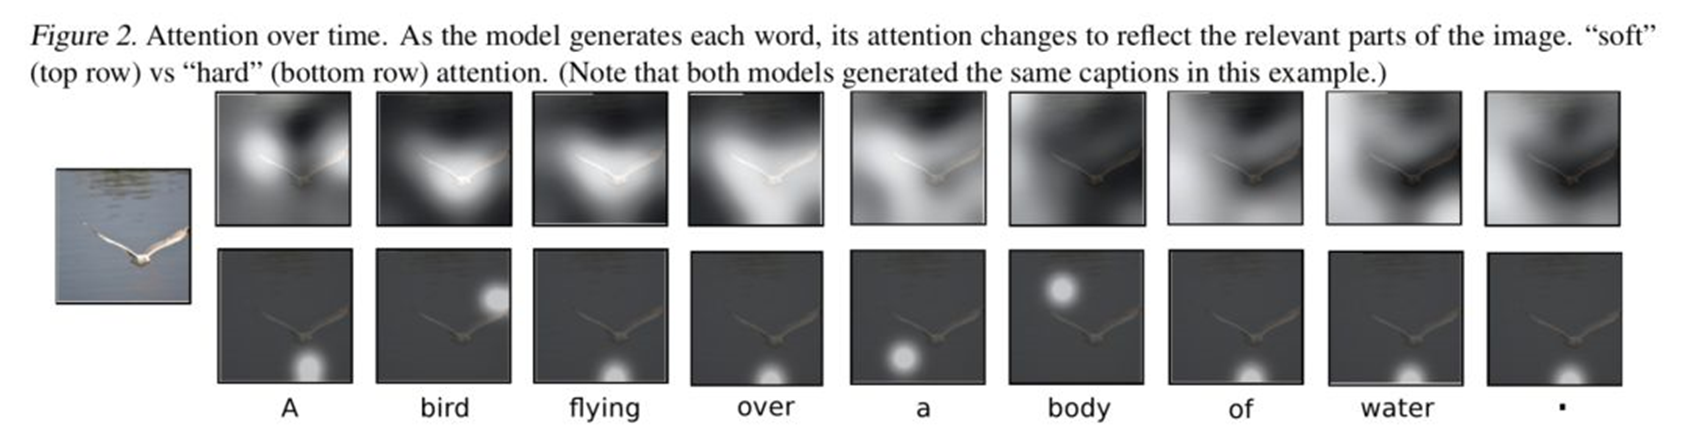 Figure 2. Attention over time. As the model generates each word, its attention changes to reflect the relevant parts of the image. “soft”
(top row) vs “hard” (bottom row) attention. (Note that both models generated the same captions in this example.)
A bird flying over a body of water .